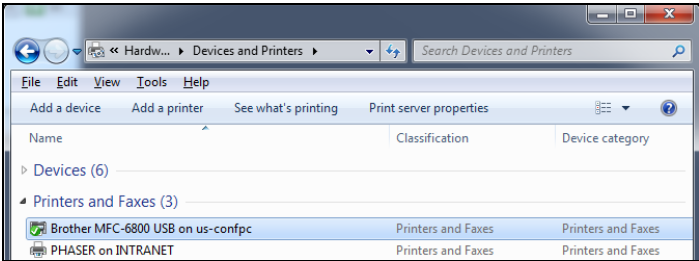 « Hardw... ▸ Devices and Printers ▸ Search Devices and Printers
File Edit View Tools Help
Add a device Add a printer See what's printing Print server properties
Name Classification Device category
Devices (6)
Printers and Faxes (3)
Brother MFC-6800 USB on us-confpc Printers and Faxes Printers and Faxes
PHASER on INTRANET Printers and Faxes Printers and Faxes